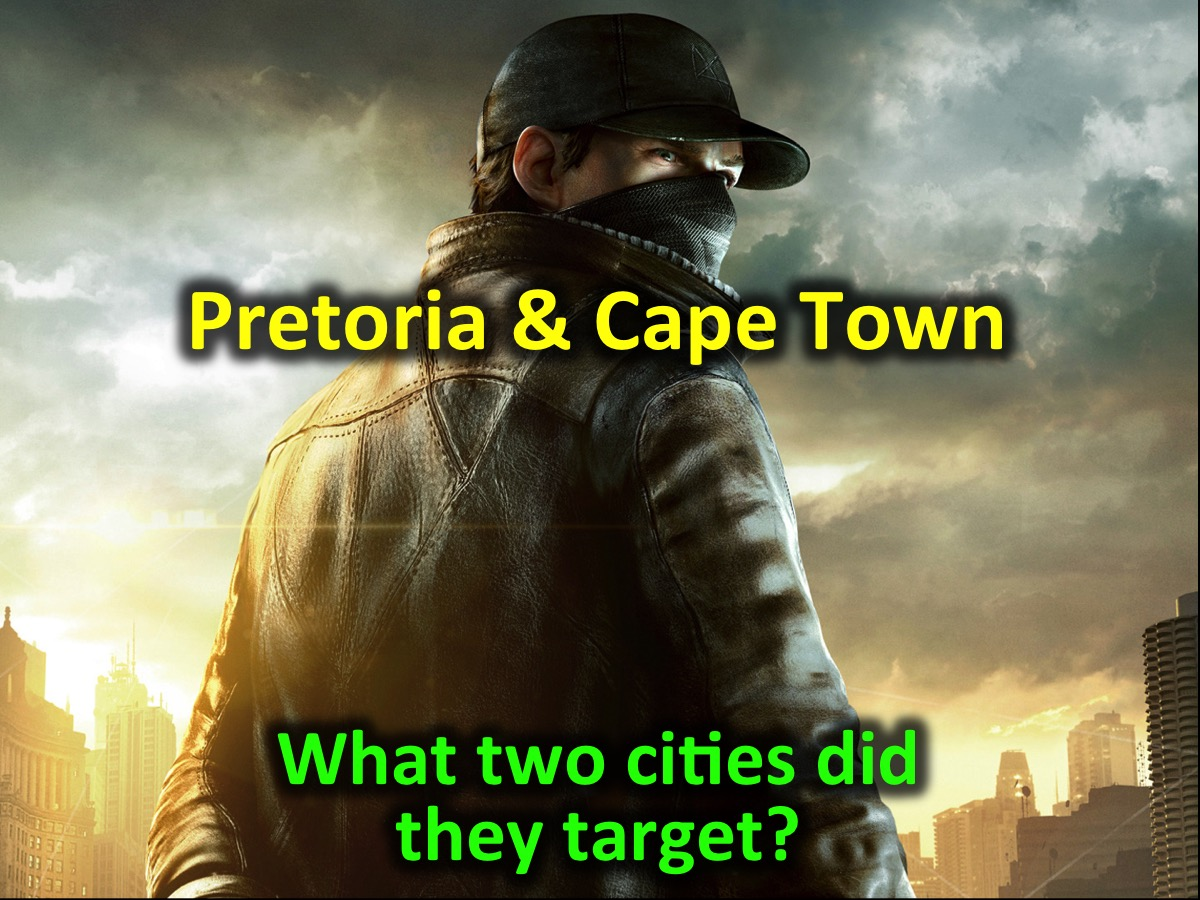 Pretoria & Cape Town
What two cities did
they target?